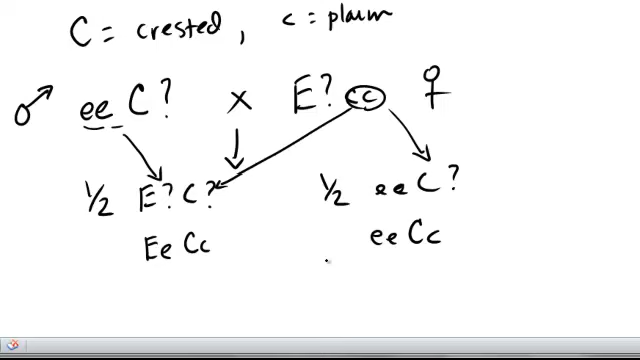 C = crested, c = plain
♂ ee C? x E? cc ♀
1/2 E? C? 1/2 ee C?
Ee Cc ee Cc